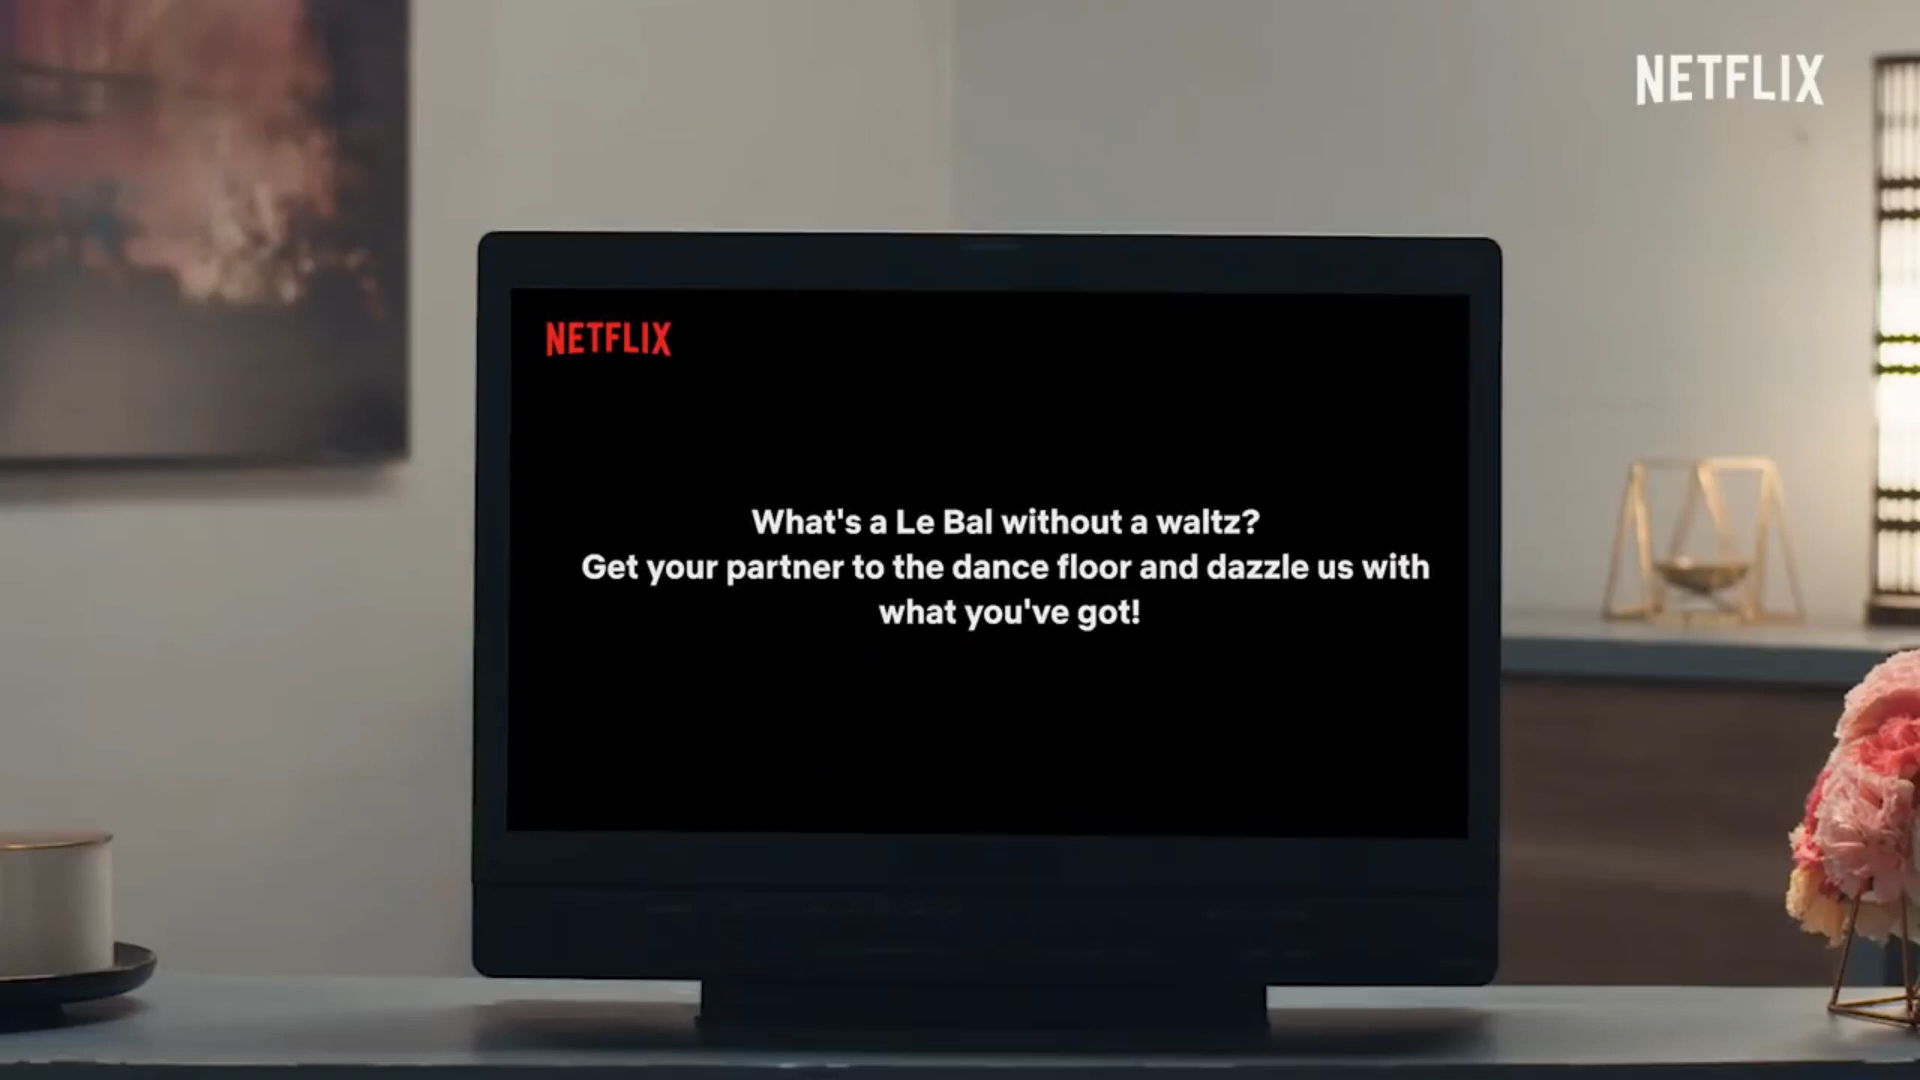 NETFLIX
NETFLIX
What's a Le Bal without a waltz?
Get your partner to the dance floor and dazzle us with
what you've got!